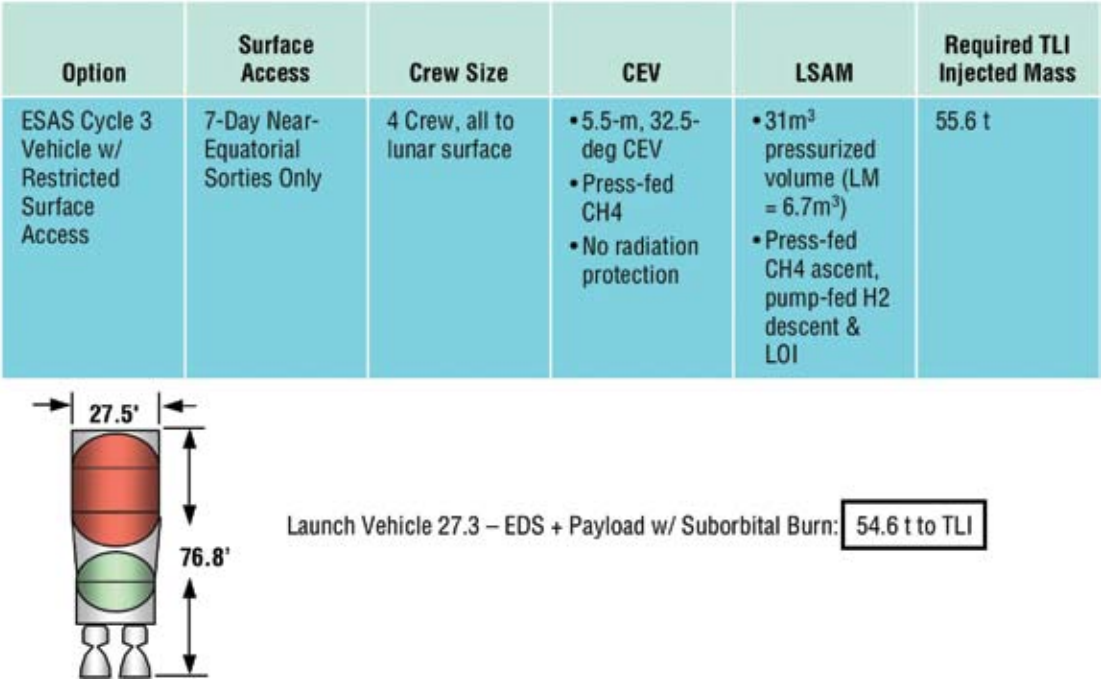 Option
Surface
Access
Crew Size
CEV
LSAM
Required TLI
Injected Mass
ESAS Cycle 3
Vehicle w/
Restricted
Surface
Access
7-Day Near-
Equatorial
Sorties Only
4 Crew, all to
lunar surface
•5.5-m, 32.5-
deg CEV
•Press-fed
CH4
•No radiation
protection
•31m³
pressurized
volume (LM
= 6.7m³)
•Press-fed
CH4 ascent,
pump-fed H2
descent &
LOI
55.6 t
27.5'
76.8'
Launch Vehicle 27.3 – EDS + Payload w/ Suborbital Burn: 54.6 t to TLI